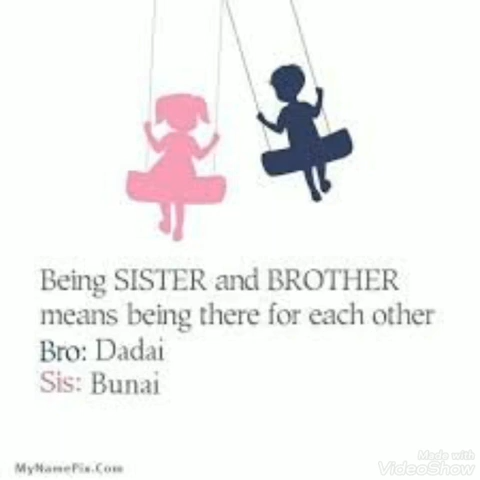 Being SISTER and BROTHER
means being there for each other
Bro: Dadai
Sis: Bunai
MyNamePix.Com
Made with
VideoShow